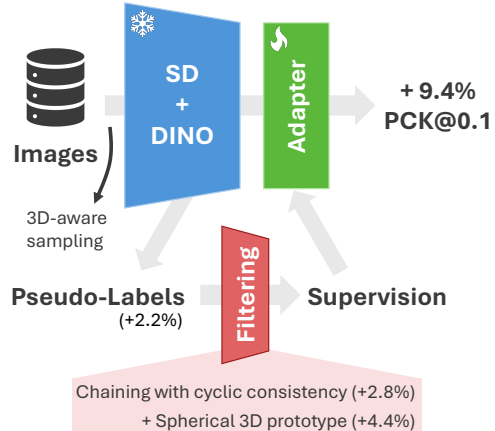 SD
+
DINO
Adapter
+ 9.4%
PCK@0.1
Images
3D-aware
sampling
Filtering
Pseudo-Labels
(+2.2%)
Supervision
Chaining with cyclic consistency (+2.8%)
+ Spherical 3D prototype (+4.4%)